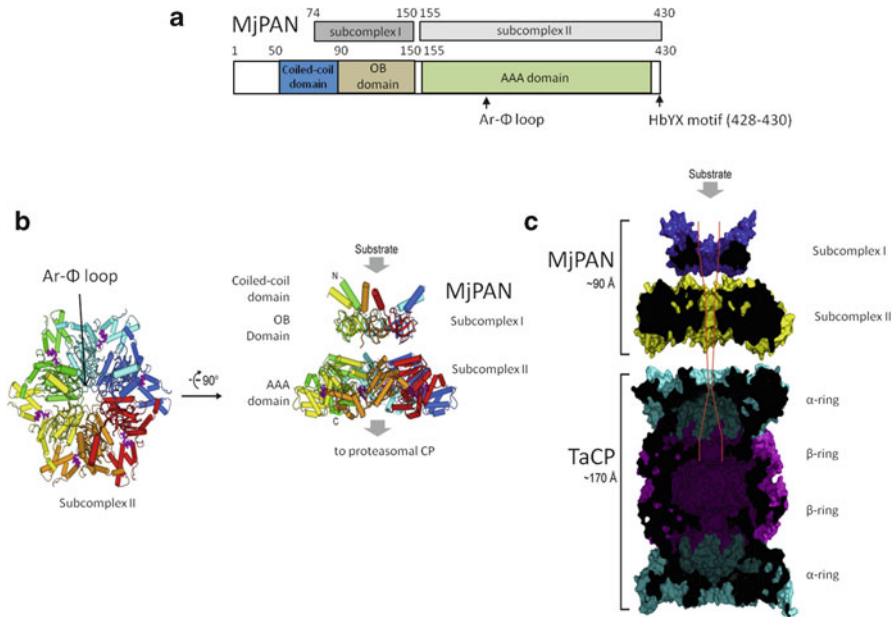 a
MjPAN
74 150 155 430
subcomplex I subcomplex II
1 50 90 150 155 430
Coiled-coil domain
OB domain
AAA domain
Ar-Φ loop
HbYX motif (428-430)
b
Ar-Φ loop
Subcomplex II
90°
Substrate
Coiled-coil
domain
N
MjPAN
OB
Domain
Subcomplex I
Subcomplex II
AAA
domain
C
to proteasomal CP
c
Substrate
MjPAN
~90 Å
Subcomplex I
Subcomplex II
TaCP
~170 Å
α-ring
β-ring
β-ring
α-ring